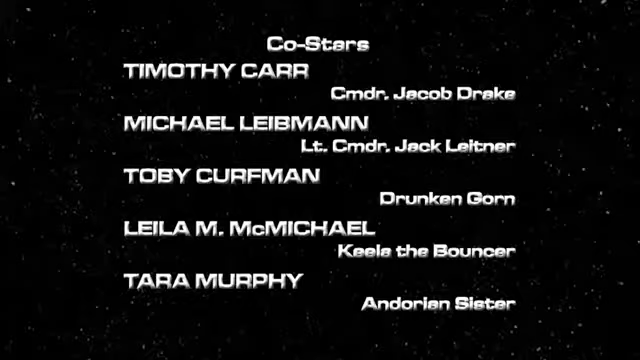 Co-Stars
TIMOTHY CARR
Cmdr. Jacob Drake
MICHAEL LEIBMANN
Lt. Cmdr. Jack Leitner
TOBY CURFMAN
Drunken Gorn
LEILA M. McMICHAEL
Keela the Bouncer
TARA MURPHY
Andorian Sister